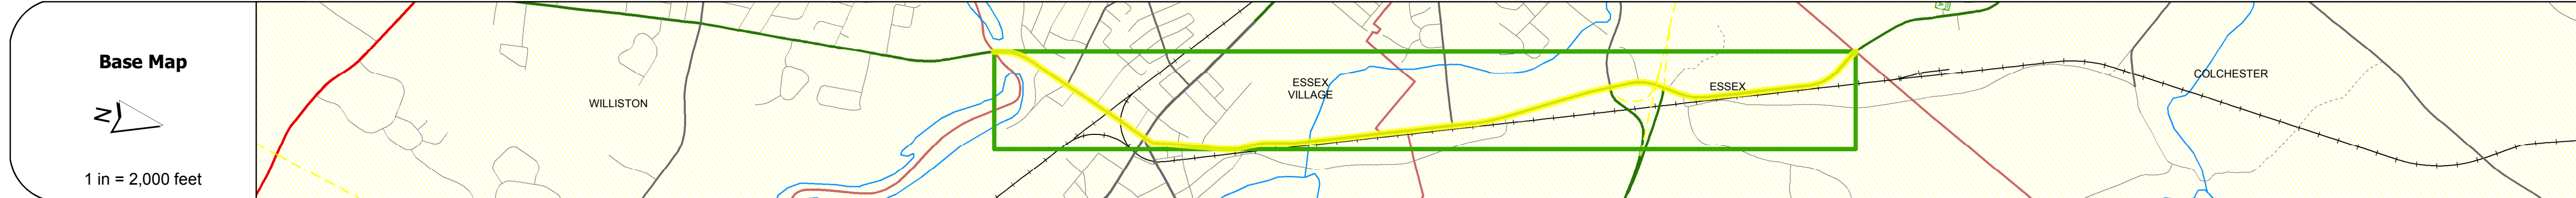 Base Map
N
1 in = 2,000 feet
WILLISTON
ESSEX
VILLAGE
ESSEX
COLCHESTER